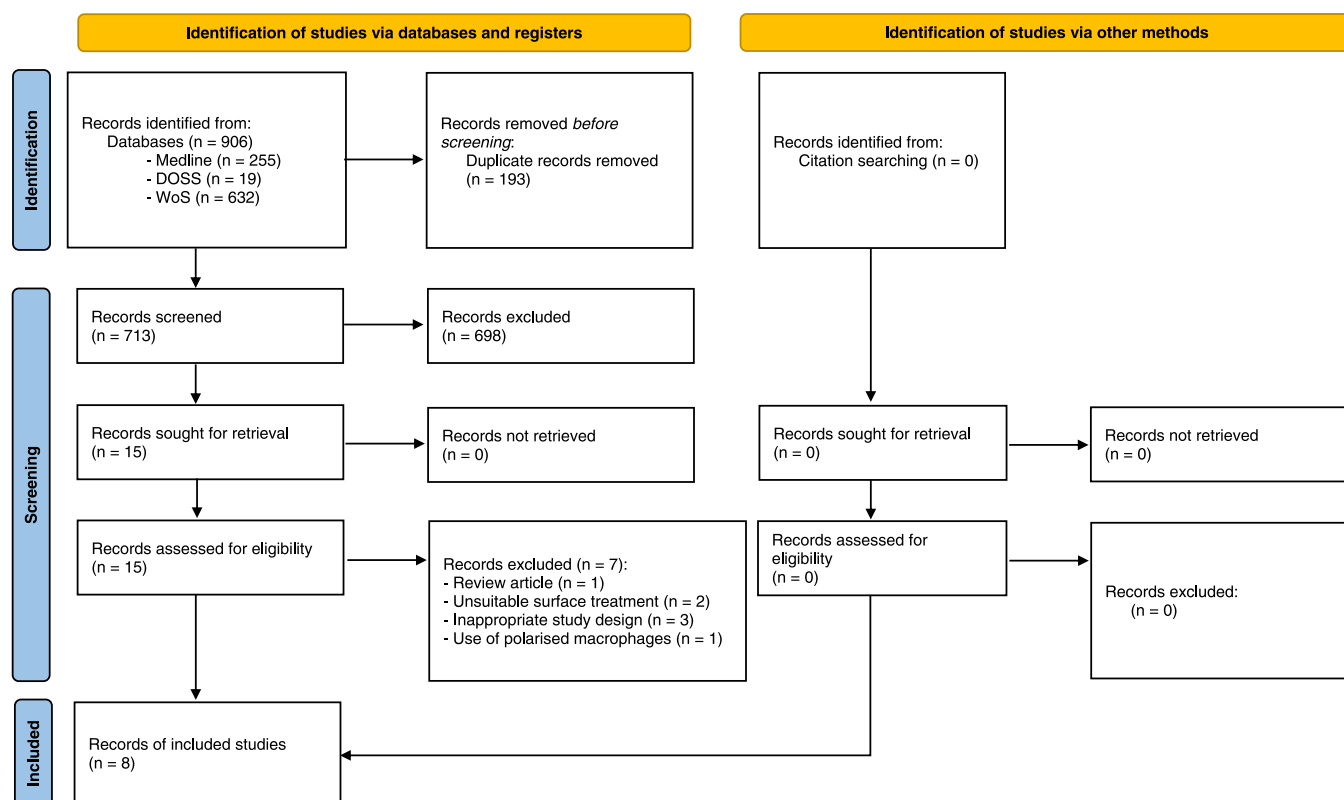 Identification of studies via databases and registers
Identification of studies via other methods
Identification
Records identified from:
Databases (n = 906)
- Medline (n = 255)
- DOSS (n = 19)
- WoS (n = 632)
Records removed before
screening:
Duplicate records removed
(n = 193)
Records identified from:
Citation searching (n = 0)
Screening
Records screened
(n = 713)
Records excluded
(n = 698)
Records sought for retrieval
(n = 15)
Records not retrieved
(n = 0)
Records sought for retrieval
(n = 0)
Records not retrieved
(n = 0)
Records assessed for eligibility
(n = 15)
Records excluded (n = 7):
- Review article (n = 1)
- Unsuitable surface treatment (n = 2)
- Inappropriate study design (n = 3)
- Use of polarised macrophages (n = 1)
Records assessed for
eligibility
(n = 0)
Records excluded:
(n = 0)
Included
Records of included studies
(n = 8)